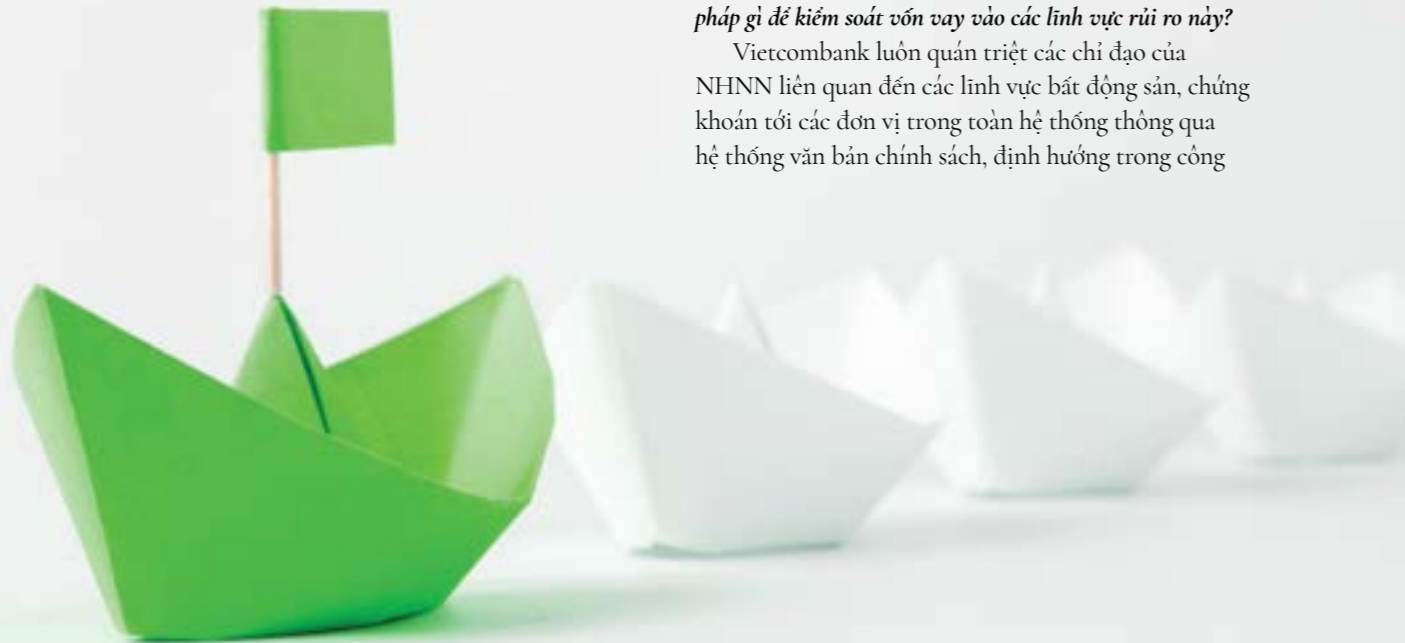 pháp gì để kiểm soát vốn vay vào các lĩnh vực rủi ro này?
Vietcombank luôn quán triệt các chỉ đạo của
NHNN liên quan đến các lĩnh vực bất động sản, chứng
khoán tới các đơn vị trong toàn hệ thống thông qua
hệ thống văn bản chính sách, định hướng trong công